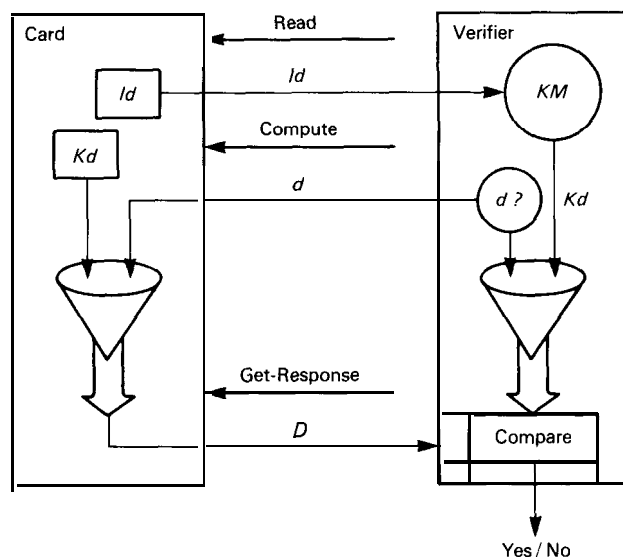 Card
Read
Verifier
Id
Id
KM
Kd
Compute
d
d ?
Kd
Get-Response
D
Compare
Yes / No